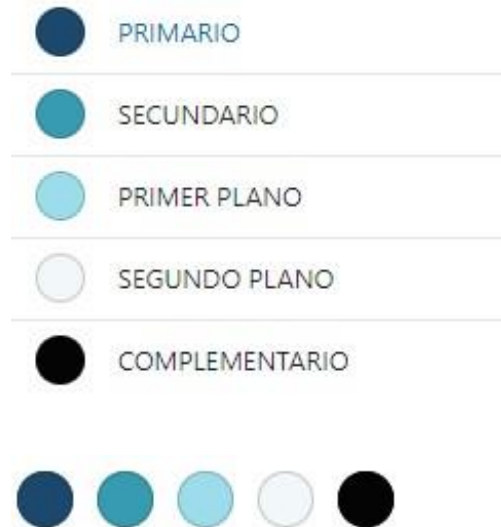 PRIMARIO
SECUNDARIO
PRIMER PLANO
SEGUNDO PLANO
COMPLEMENTARIO